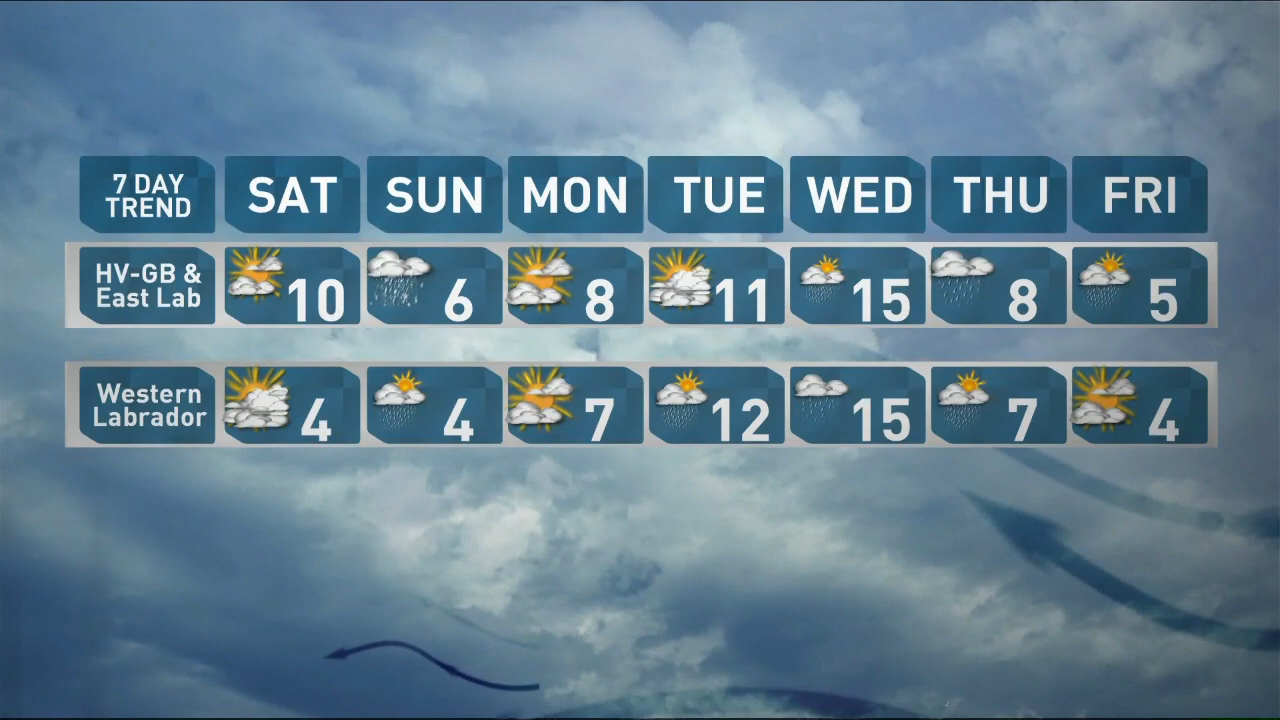 7 DAY
TREND
SAT SUN MON TUE WED THU FRI
HV-GB &
East Lab
10 6 8 11 15 8 5
Western
Labrador
4 4 7 12 15 7 4